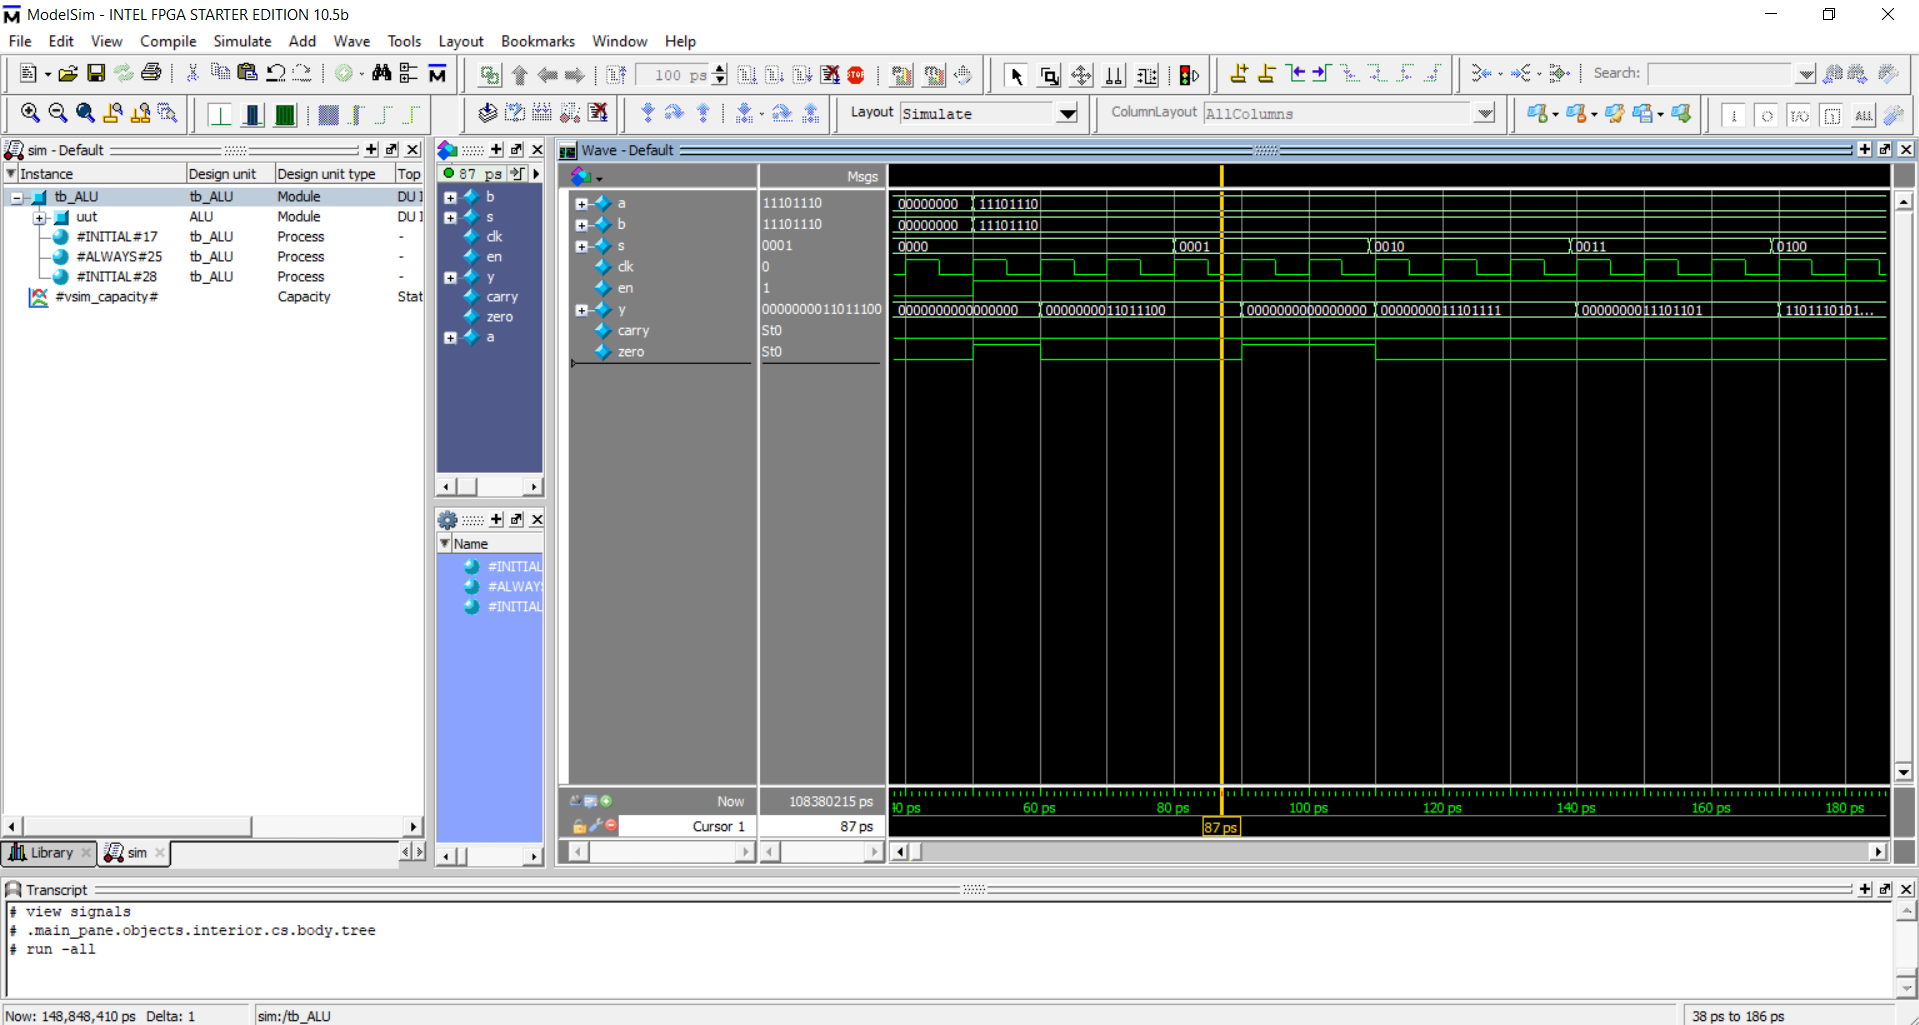 ModelSim - INTEL FPGA STARTER EDITION 10.5b
File Edit View Compile Simulate Add Wave Tools Layout Bookmarks Window Help
100 ps
STOP
Search:
Layout Simulate
ColumnLayout AllColumns
sim - Default
Instance Design unit Design unit type Top
tb_ALU tb_ALU Module DU I
uut ALU Module DU I
#INITIAL#17 tb_ALU Process -
#ALWAYS#25 tb_ALU Process -
#INITIAL#28 tb_ALU Process -
#vsim_capacity# Capacity Stat
Library sim
87 ps
b
s
clk
en
y
carry
zero
a
Name
#INITIAL
#ALWAYS
#INITIAL
Wave - Default
Msgs
a 11101110 00000000 11101110
b 11101110 00000000 11101110
s 0001 0000 0001 0010 0011 0100
clk 0
en 1
y 0000000011011100 0000000000000000 0000000011011100 0000000000000000 0000000011101111 0000000011101101 1101110101...
carry St0
zero St0
Now 108380215 ps 40 ps 60 ps 80 ps 100 ps 120 ps 140 ps 160 ps 180 ps
Cursor 1 87 ps 87 ps
Transcript
# view signals
# .main_pane.objects.interior.cs.body.tree
# run -all
Now: 148,848,410 ps Delta: 1 sim:/tb_ALU 38 ps to 186 ps